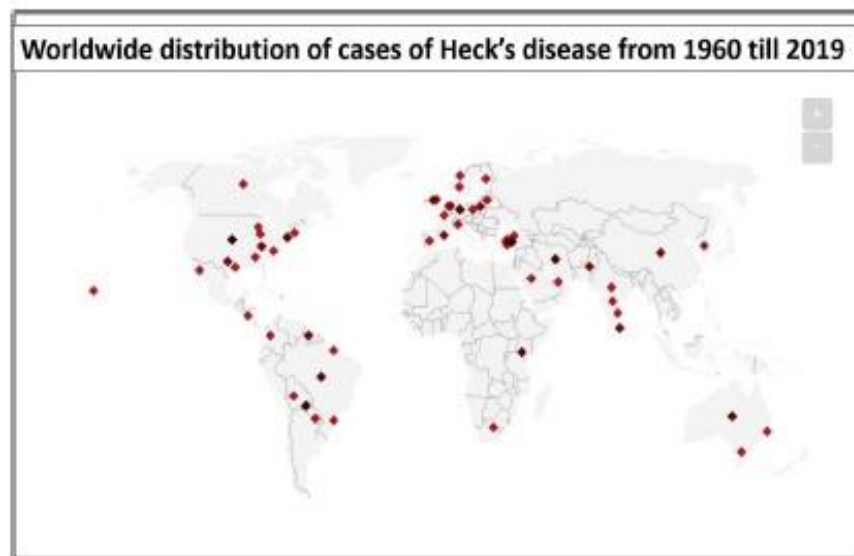 Worldwide distribution of cases of Heck's disease from 1960 till 2019
+
−